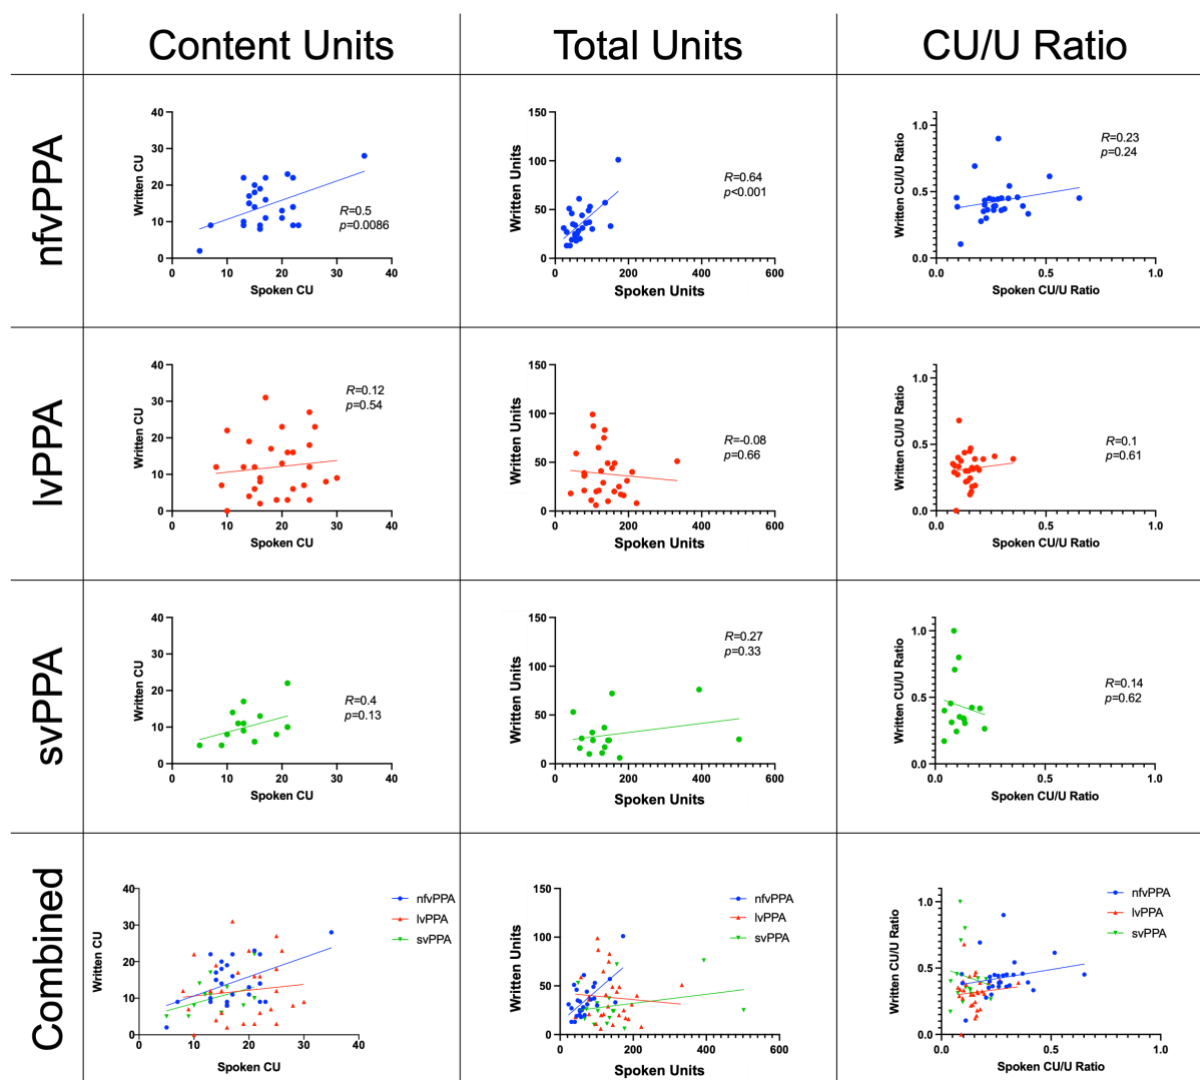 Content Units
Total Units
CU/U Ratio
nfvPPA
40
30
20
10
0
0 10 20 30 40
Written CU
Spoken CU
R=0.5
p=0.0086
150
100
50
0
0 200 400 600
Written Units
Spoken Units
R=0.64
p<0.001
1.0
0.5
0.0
0.0 0.5 1.0
Written CU/U Ratio
Spoken CU/U Ratio
R=0.23
p=0.24
lvPPA
40
30
20
10
0
0 10 20 30 40
Written CU
Spoken CU
R=0.12
p=0.54
150
100
50
0
0 200 400 600
Written Units
Spoken Units
R=-0.08
p=0.66
1.0
0.5
0.0
0.0 0.5 1.0
Written CU/U Ratio
Spoken CU/U Ratio
R=0.1
p=0.61
svPPA
40
30
20
10
0
0 10 20 30 40
Written CU
Spoken CU
R=0.4
p=0.13
150
100
50
0
0 200 400 600
Written Units
Spoken Units
R=0.27
p=0.33
1.0
0.5
0.0
0.0 0.5 1.0
Written CU/U Ratio
Spoken CU/U Ratio
R=0.14
p=0.62
Combined
40
30
20
10
0
0 10 20 30 40
Written CU
Spoken CU
nfvPPA
lvPPA
svPPA
150
100
50
0
0 200 400 600
Written Units
Spoken Units
nfvPPA
lvPPA
svPPA
1.0
0.5
0.0
0.0 0.5 1.0
Written CU/U Ratio
Spoken CU/U Ratio
nfvPPA
lvPPA
svPPA